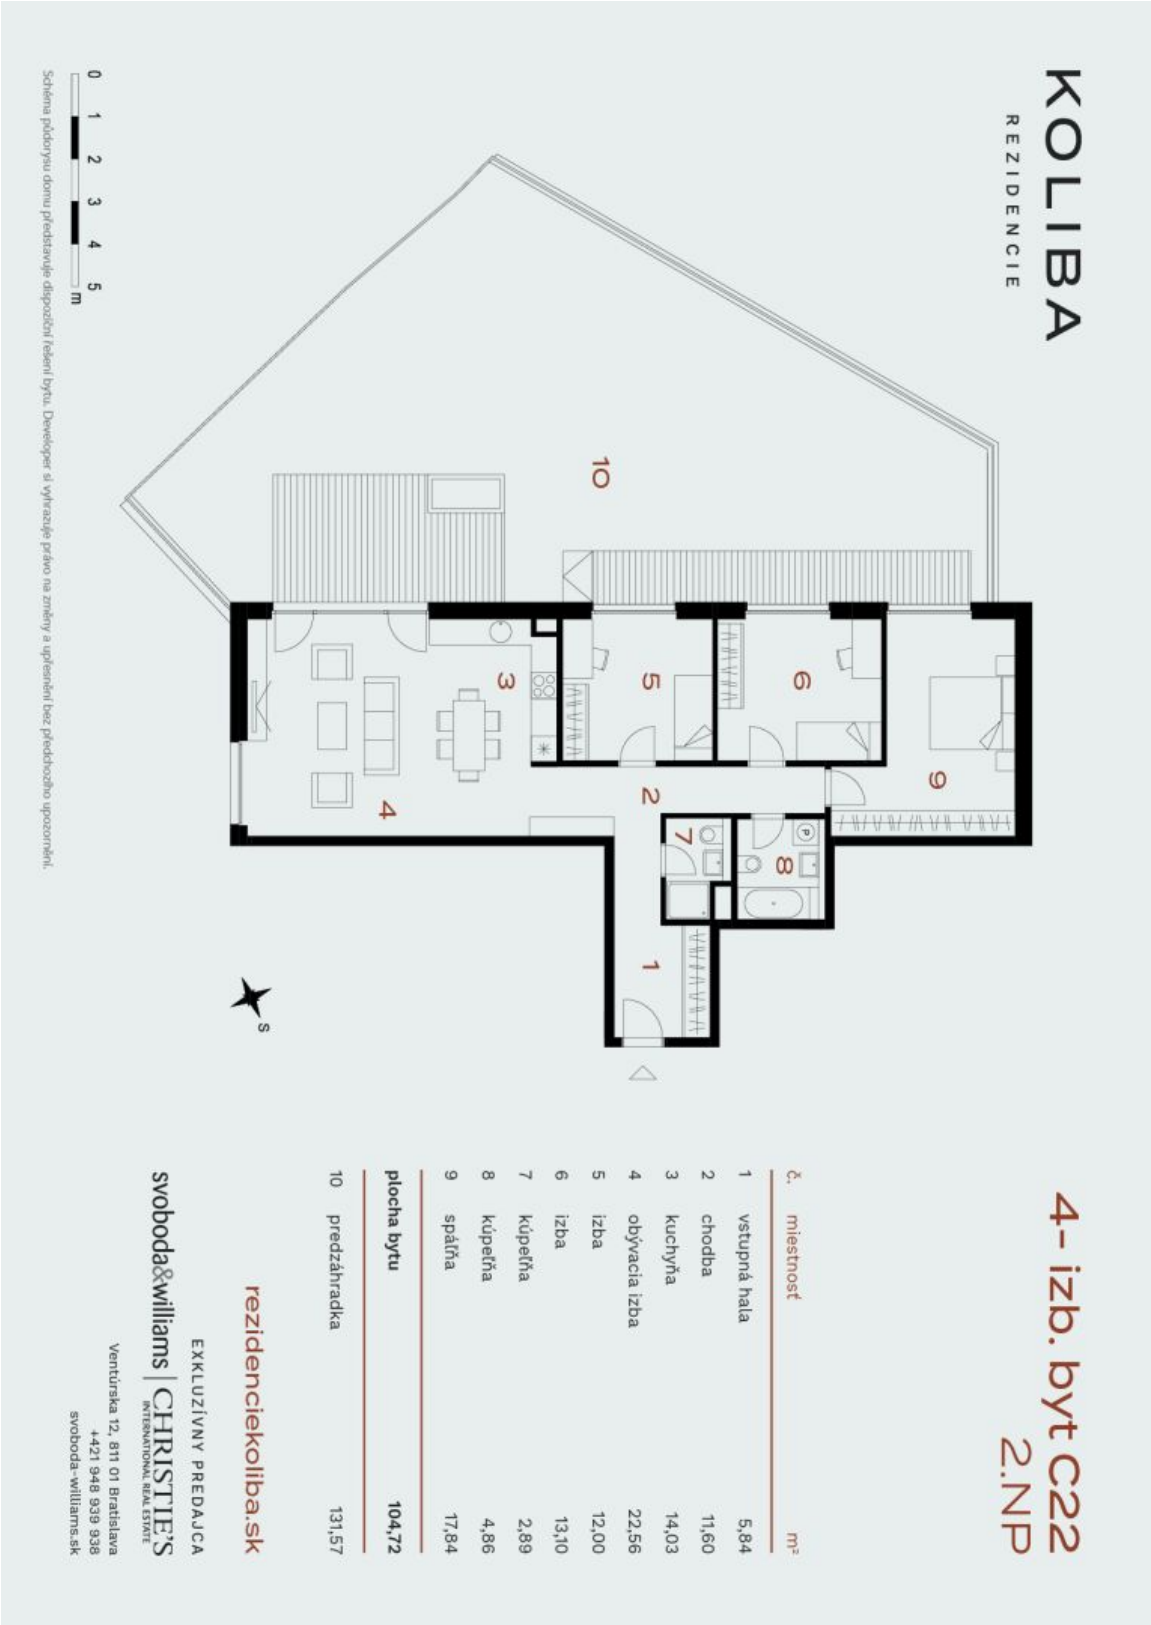 KOLIBA
REZIDENCIE
4- izb. byt C22
2.NP
10
3
5
6
4
2
9
7
8
P
1
S
č. miestnosť m²
1 vstupná hala 5,84
2 chodba 11,60
3 kuchyňa 14,03
4 obývacia izba 22,56
5 izba 12,00
6 izba 13,10
7 kúpeľňa 2,89
8 kúpeľňa 4,86
9 spálňa 17,84
plocha bytu 104,72
10 predzáhradka 131,57
rezidenciekoliba.sk
EXKLUZÍVNY PREDAJCA
svoboda&williams | CHRISTIE'S
INTERNATIONAL REAL ESTATE
Ventúrska 12, 811 01 Bratislava
+421 948 939 938
svoboda-williams.sk
0 1 2 3 4 5
m
Schéma půdorysu domu představuje dispoziční řešení bytu. Developer si vyhrazuje právo na změny a upřesnění bez předchozího upozornění.